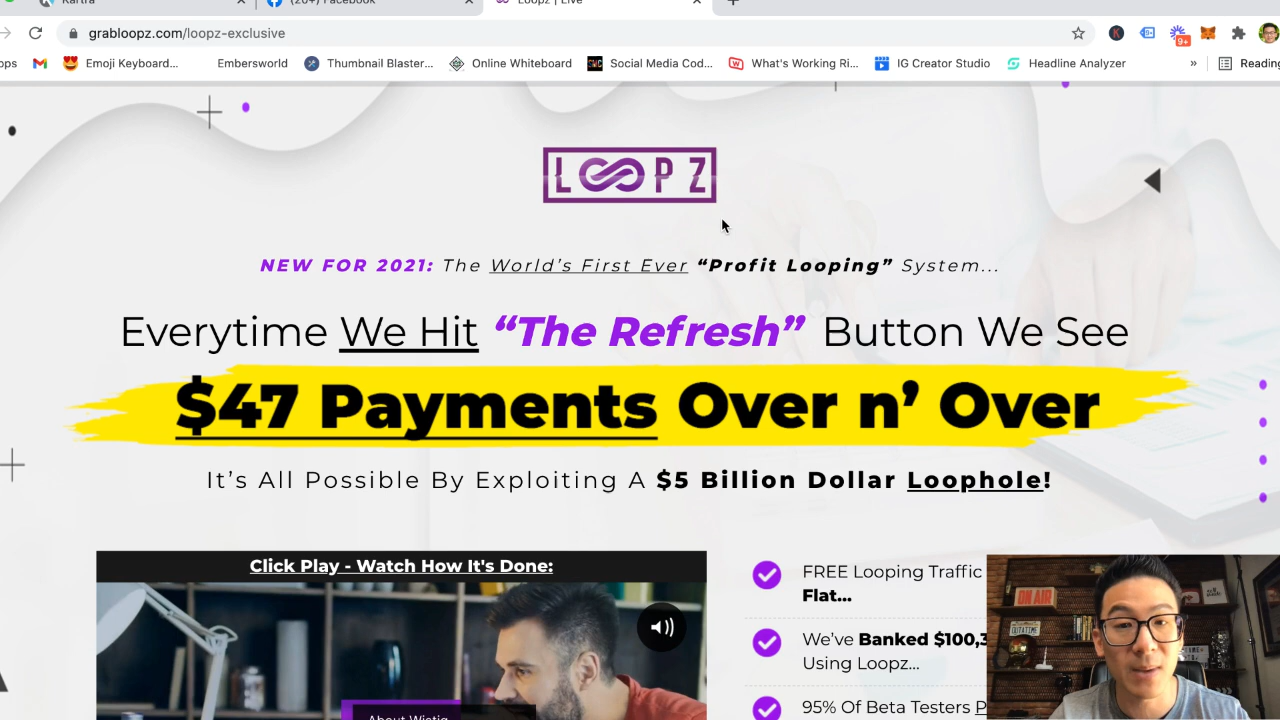 Kartra
(20+) Facebook
Loopz | Live
grabloopz.com/loopz-exclusive
9+
ops
Emoji Keyboard...
Embersworld
Thumbnail Blaster...
Online Whiteboard
Social Media Cod...
What's Working Ri...
IG Creator Studio
Headline Analyzer
»
Reading
LOOPZ
NEW FOR 2021: The World's First Ever “Profit Looping” System...
Everytime We Hit “The Refresh” Button We See
$47 Payments Over n’ Over
It’s All Possible By Exploiting A $5 Billion Dollar Loophole!
Click Play - Watch How It's Done:
About Wistia
FREE Looping Traffic
Flat...
We’ve Banked $100,3
Using Loopz...
95% Of Beta Testers P
ON AIR